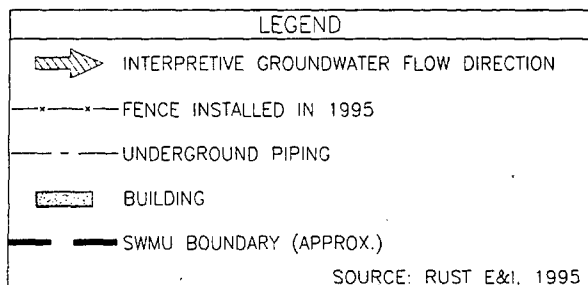 LEGEND
INTERPRETIVE GROUNDWATER FLOW DIRECTION
FENCE INSTALLED IN 1995
UNDERGROUND PIPING
BUILDING
SWMU BOUNDARY (APPROX.)
SOURCE: RUST E&I, 1995